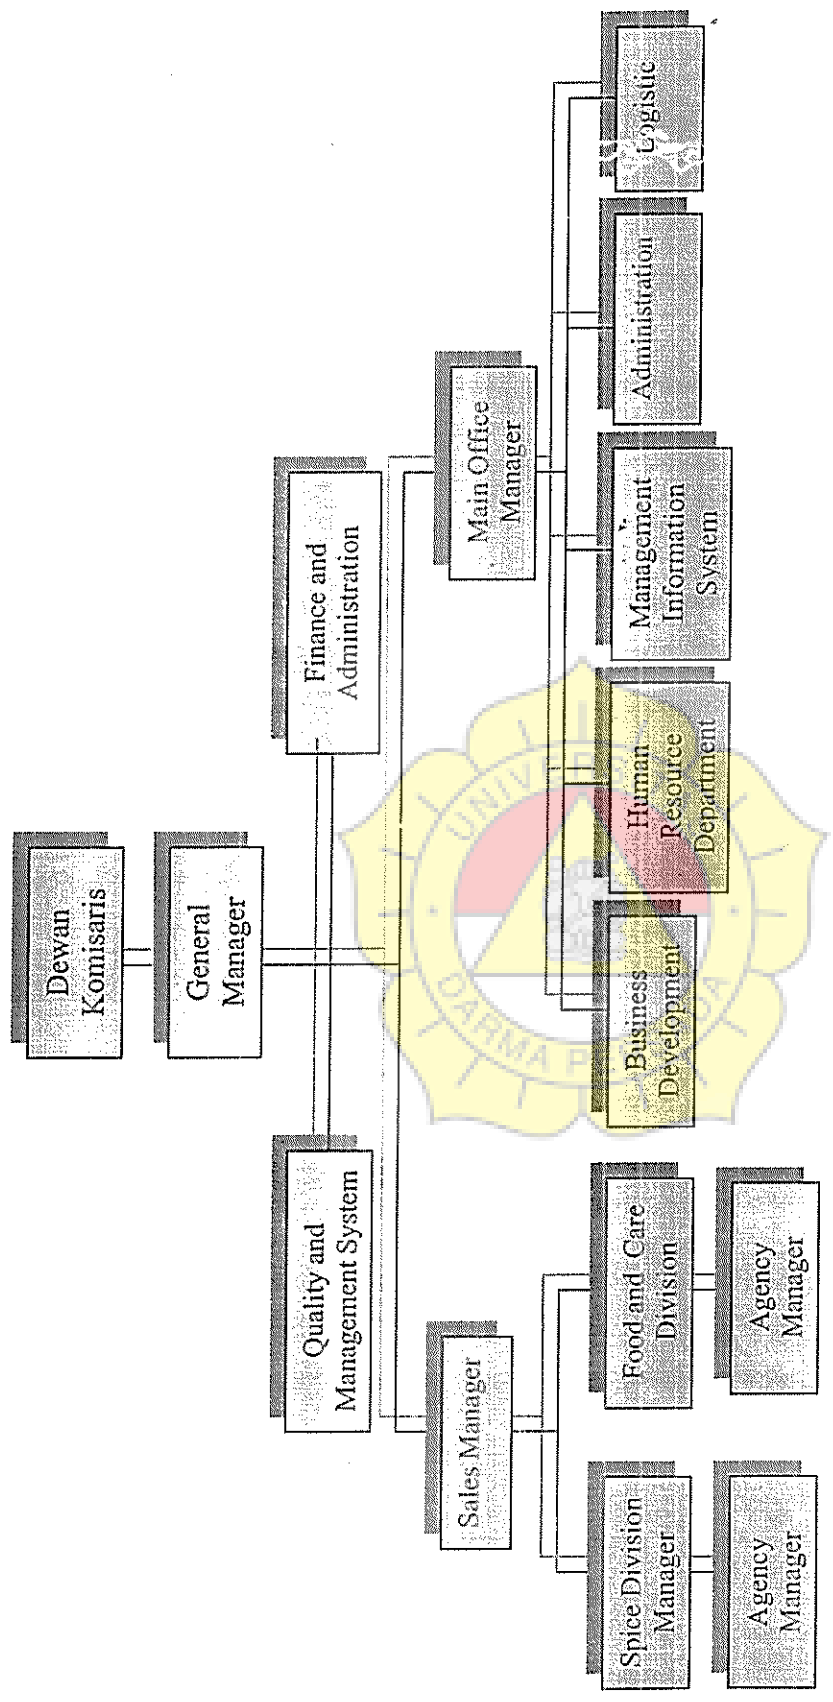 Dewan
Komisaris
General
Manager
Quality and
Management System
Finance and
Administration
Sales Manager
Main Office
Manager
Spice Division
Manager
Food and Care
Division
Business
Development
Human
Resource
Department
Management
Information
System
Administration
Logistic
Agency
Manager
Agency
Manager
UNIVERSITAS
DARMA PERSADA